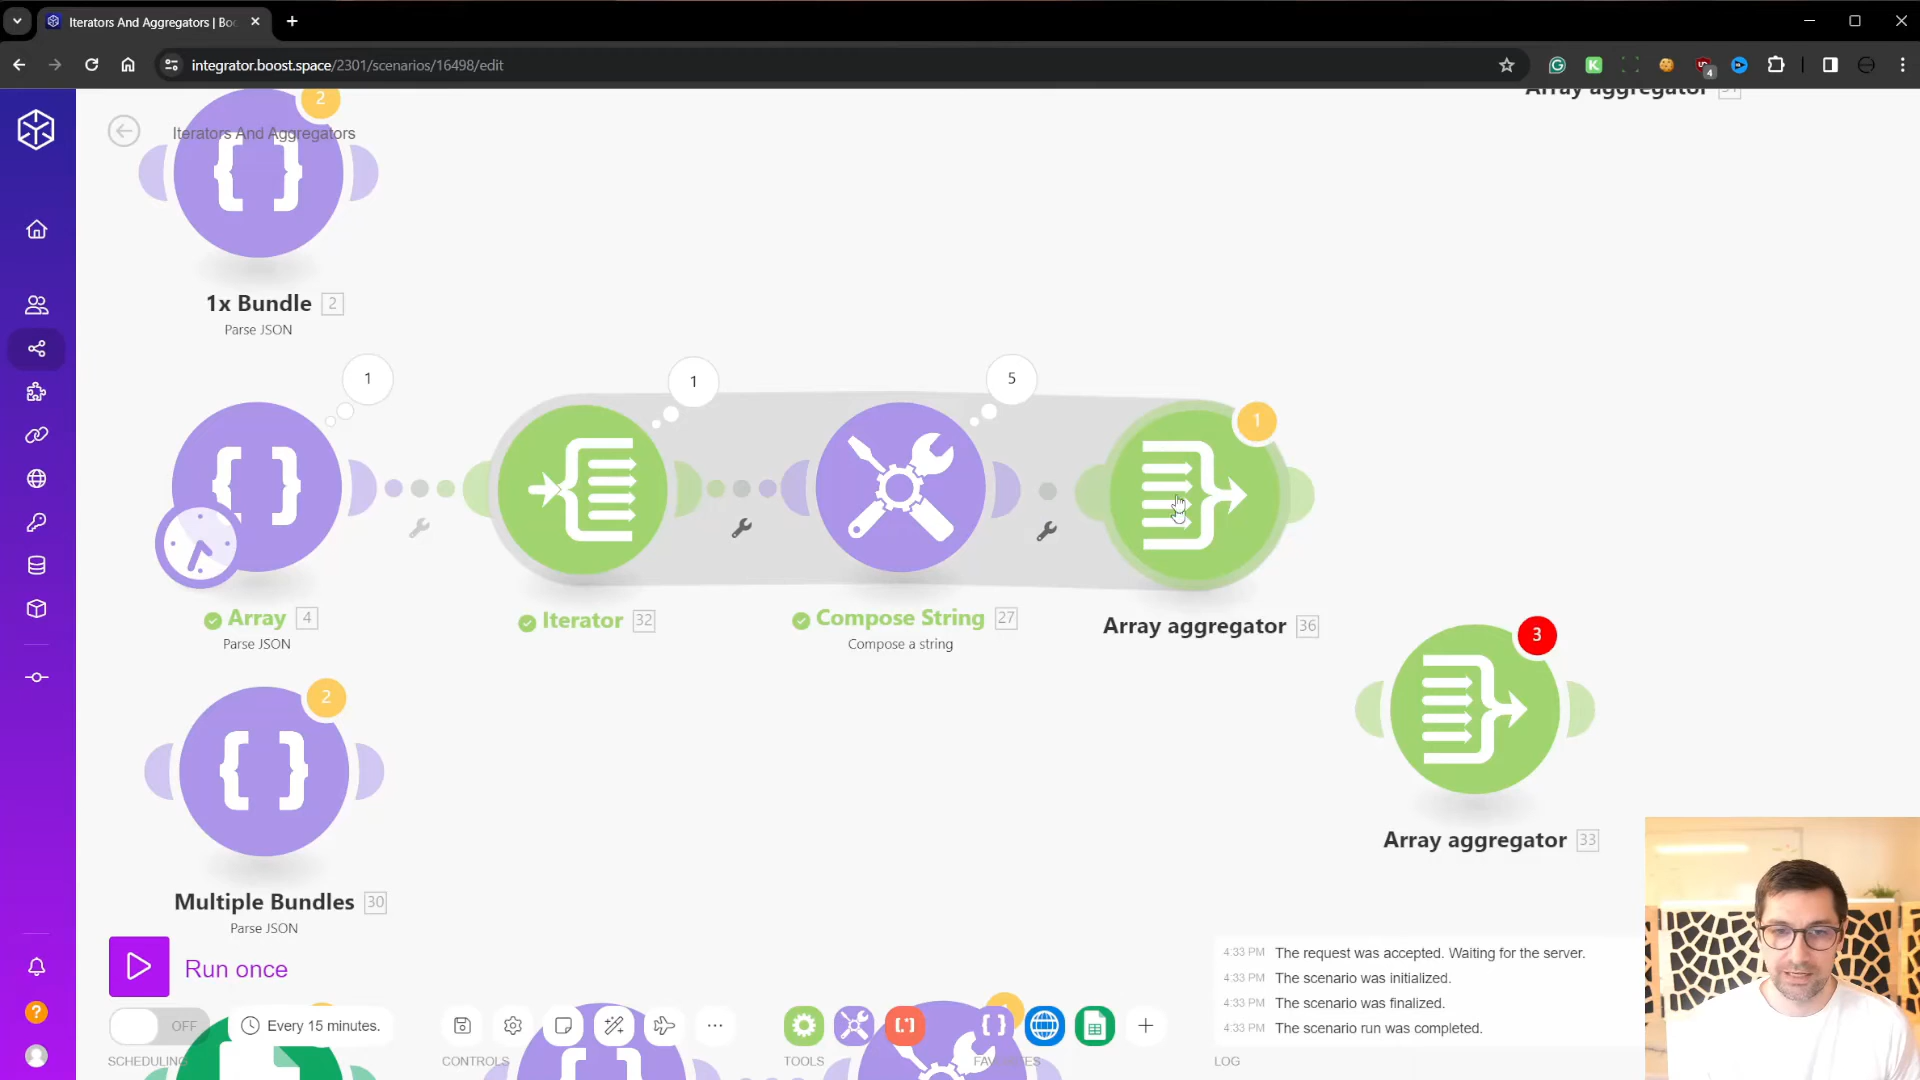 Iterators And Aggregators | Bo
integrator.boost.space/2301/scenarios/16498/edit
4
Array aggregator
2
Iterators And Aggregators
1x Bundle 2
Parse JSON
1
1
5
1
Array 4
Parse JSON
Iterator 32
Compose String 27
Compose a string
Array aggregator 36
3
2
Array aggregator 33
Multiple Bundles 30
Parse JSON
Run once
4:33 PM The request was accepted. Waiting for the server.
4:33 PM The scenario was initialized.
4:33 PM The scenario was finalized.
4:33 PM The scenario run was completed.
OFF
Every 15 minutes.
SCHEDULING
CONTROLS
TOOLS
FAVORITES
LOG